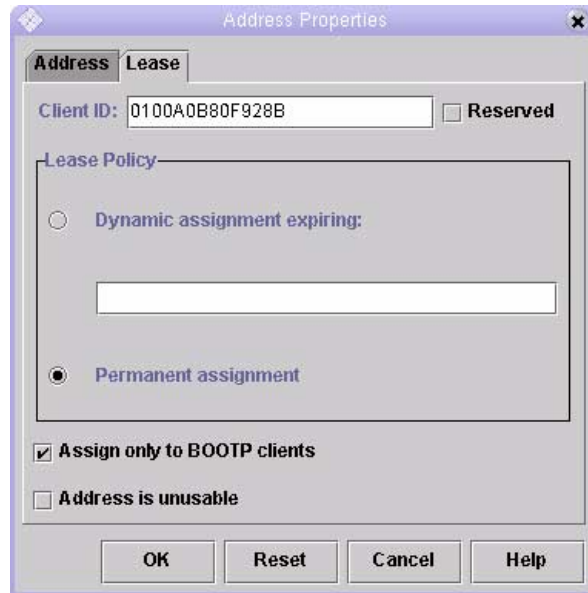 Address Properties
Address Lease
Client ID: 0100A0B80F928B Reserved
Lease Policy
Dynamic assignment expiring:
Permanent assignment
Assign only to BOOTP clients
Address is unusable
OK Reset Cancel Help